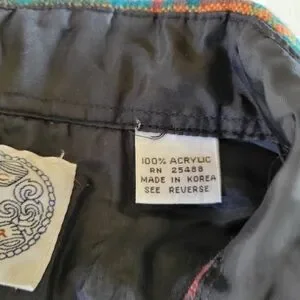 100% ACRYLIC
RN 25488
MADE IN KOREA
SEE REVERSE